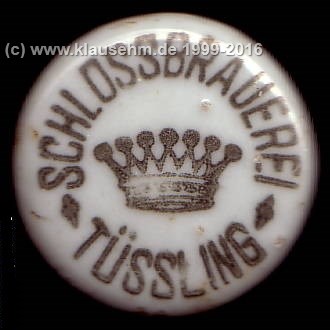 (c) www.klausehm.de 1999-2016
SCHLOSSBRAUEREI
TÜSSLING